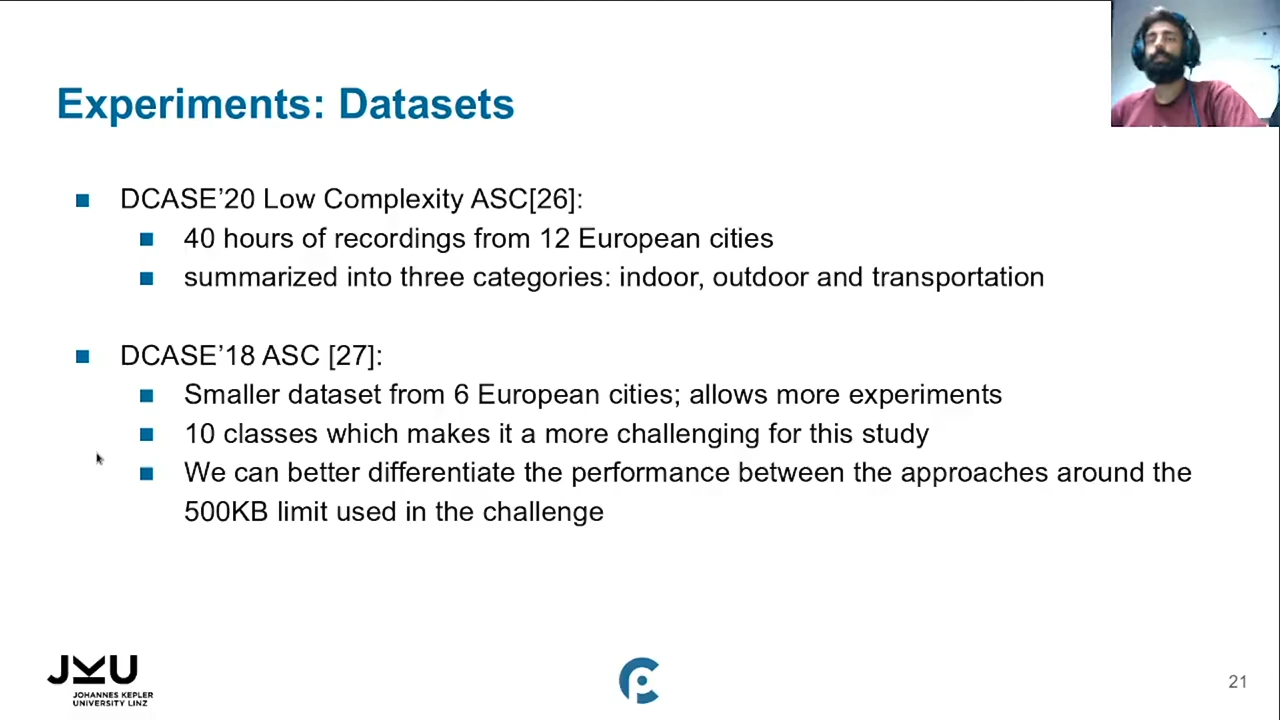 Experiments: Datasets
DCASE’20 Low Complexity ASC[26]:
40 hours of recordings from 12 European cities
summarized into three categories: indoor, outdoor and transportation
DCASE’18 ASC [27]:
Smaller dataset from 6 European cities; allows more experiments
10 classes which makes it a more challenging for this study
We can better differentiate the performance between the approaches around the
500KB limit used in the challenge
JKU
JOHANNES KEPLER
UNIVERSITY LINZ
21